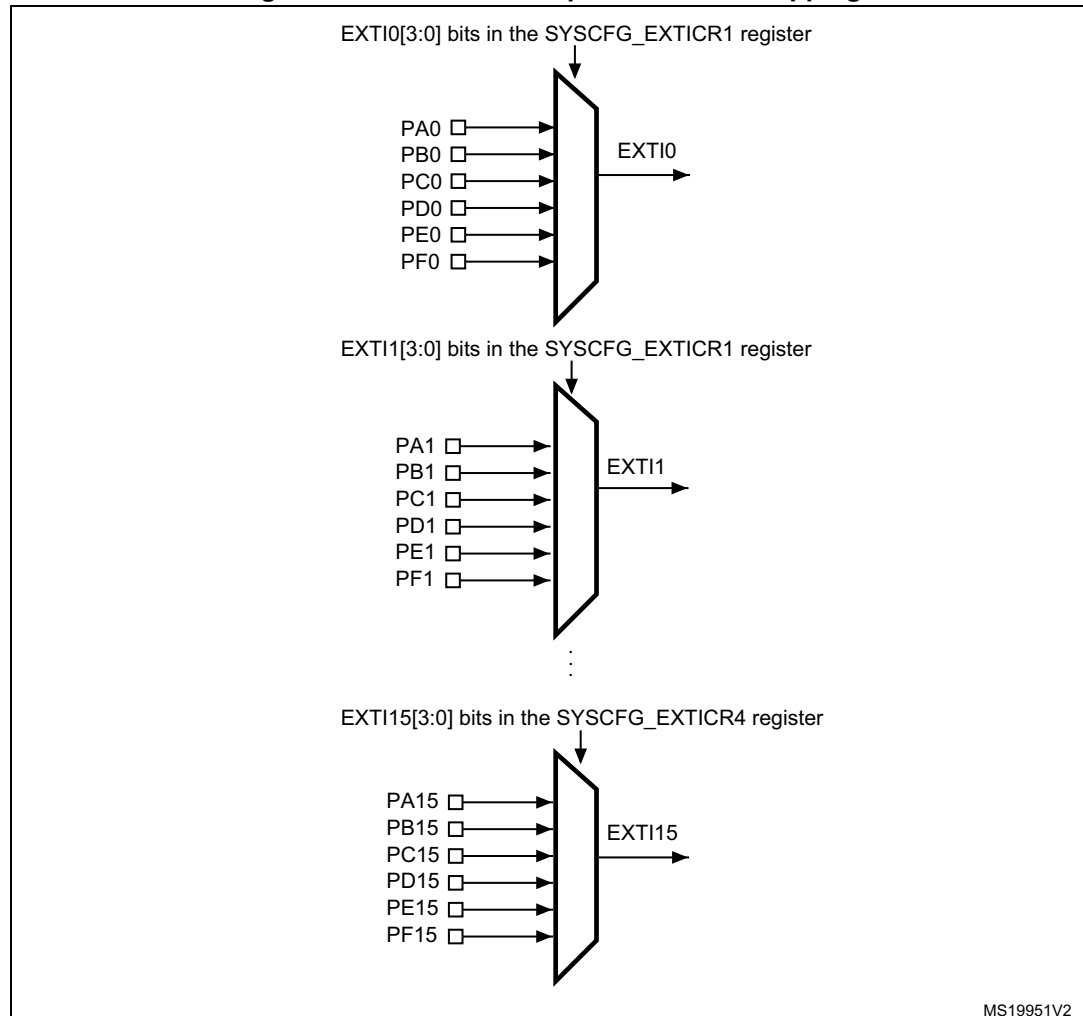 EXTI0[3:0] bits in the SYSCFG_EXTICR1 register
PA0
PB0
PC0
PD0
PE0
PF0
EXTI0
EXTI1[3:0] bits in the SYSCFG_EXTICR1 register
PA1
PB1
PC1
PD1
PE1
PF1
EXTI1
EXTI15[3:0] bits in the SYSCFG_EXTICR4 register
PA15
PB15
PC15
PD15
PE15
PF15
EXTI15
MS19951V2